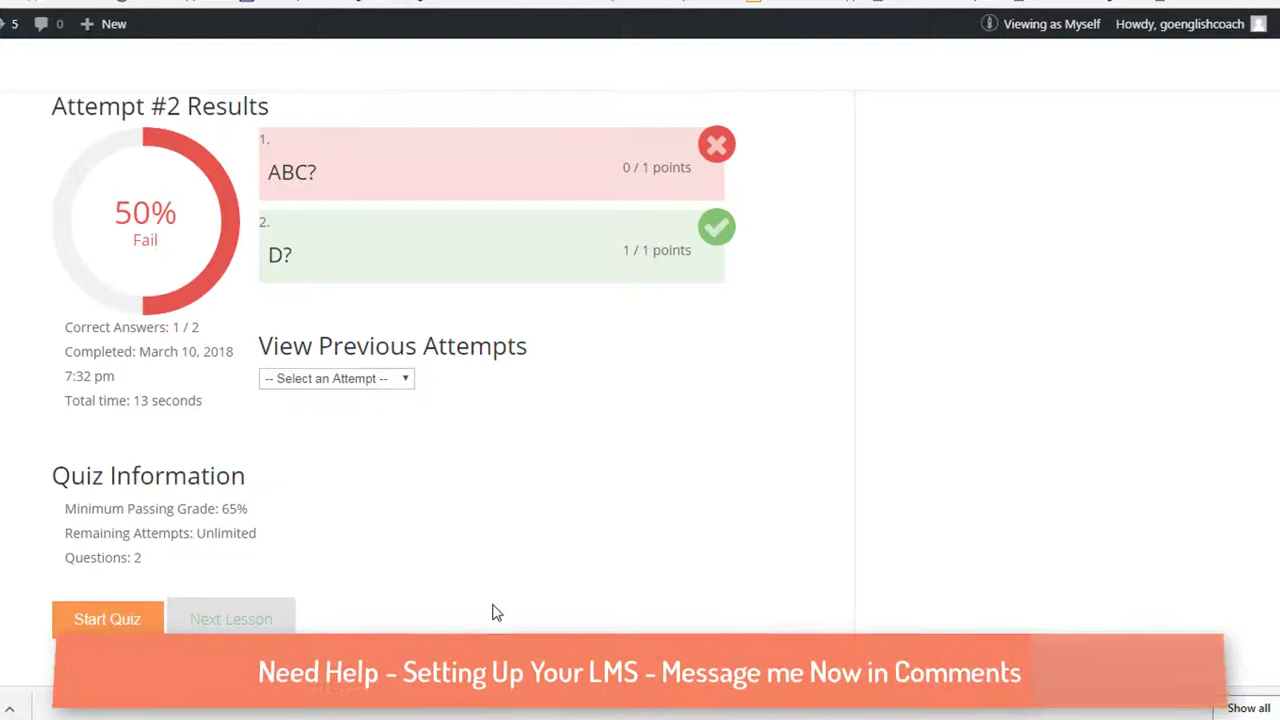 5 0 New Viewing as Myself Howdy, goenglishcoach
Attempt #2 Results
50%
Fail
Correct Answers: 1 / 2
Completed: March 10, 2018
7:32 pm
Total time: 13 seconds
1.
ABC?
0 / 1 points
2.
D?
1 / 1 points
View Previous Attempts
-- Select an Attempt --
Quiz Information
Minimum Passing Grade: 65%
Remaining Attempts: Unlimited
Questions: 2
Start Quiz
Next Lesson
Need Help - Setting Up Your LMS - Message me Now in Comments
Show all